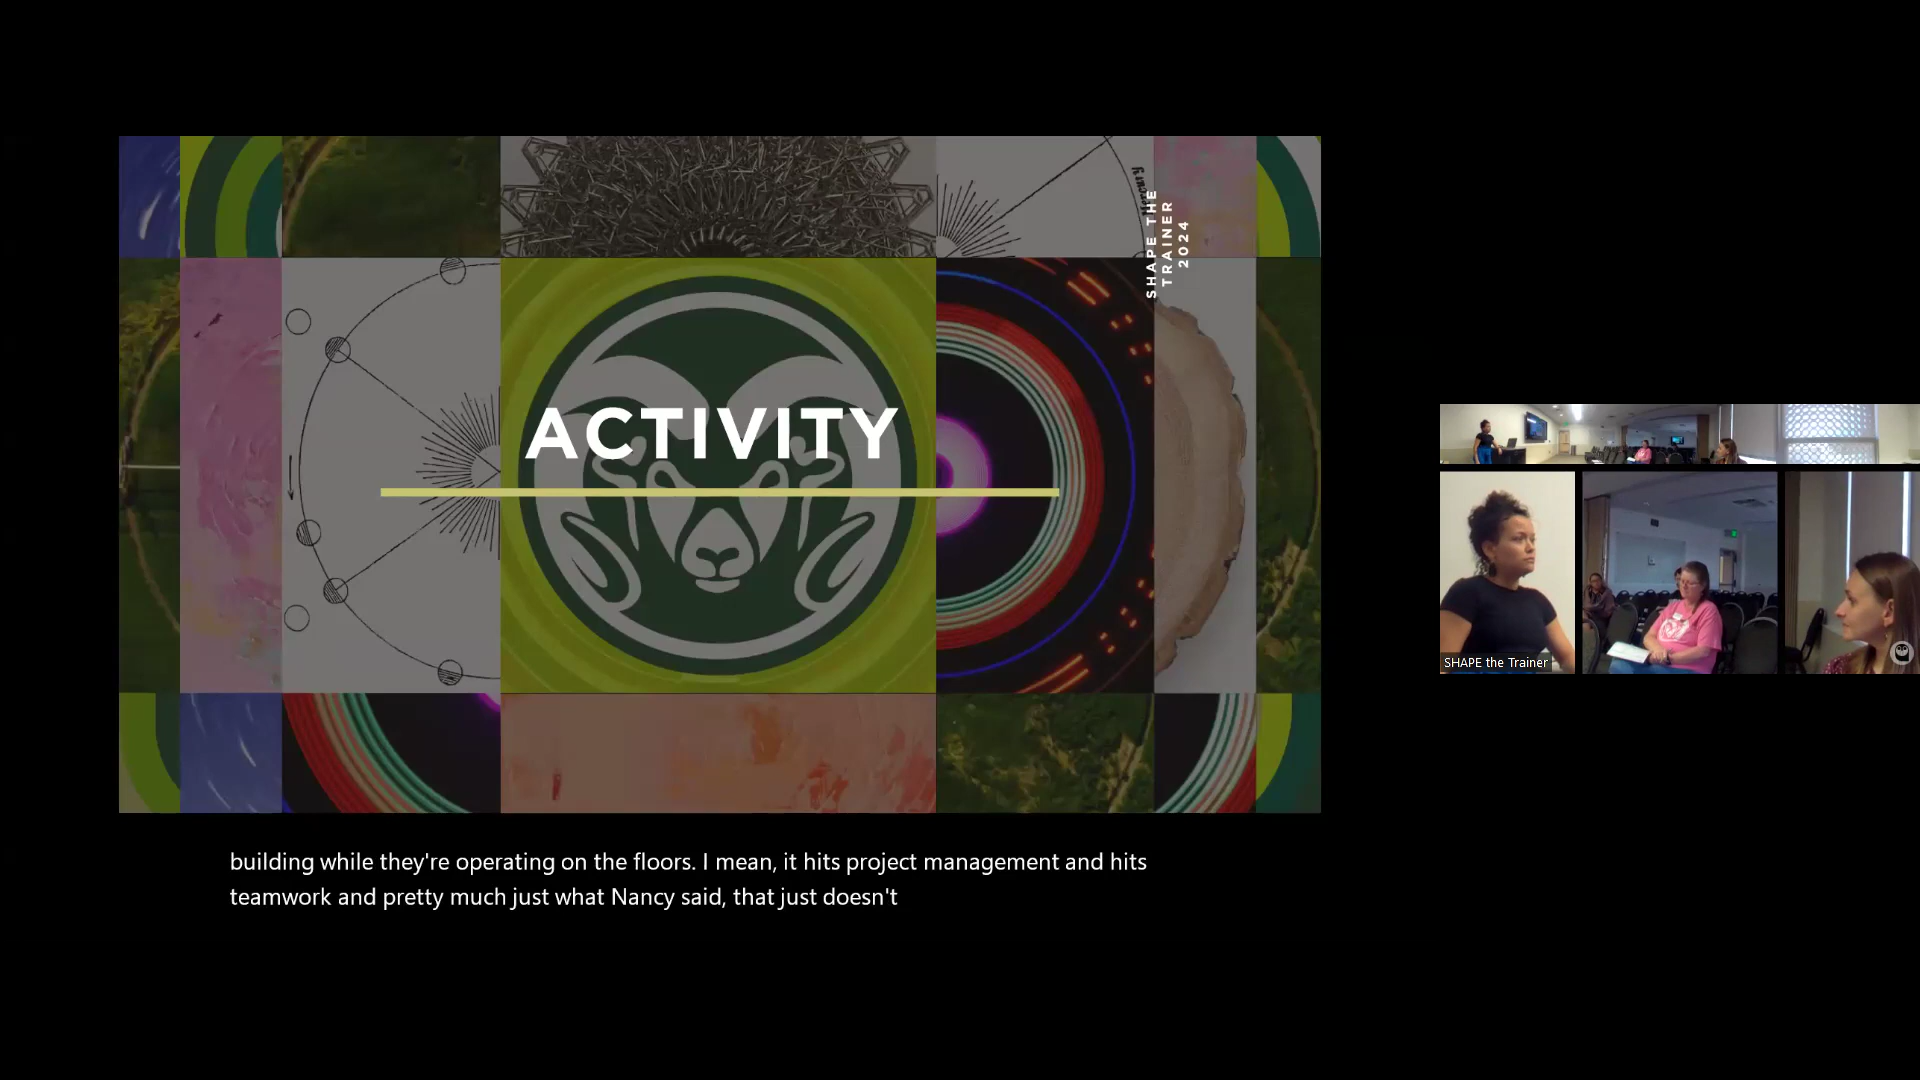 Mercury
SHAPE THE
TRAINER
2024
ACTIVITY
SHAPE the Trainer
building while they're operating on the floors. I mean, it hits project management and hits
teamwork and pretty much just what Nancy said, that just doesn't